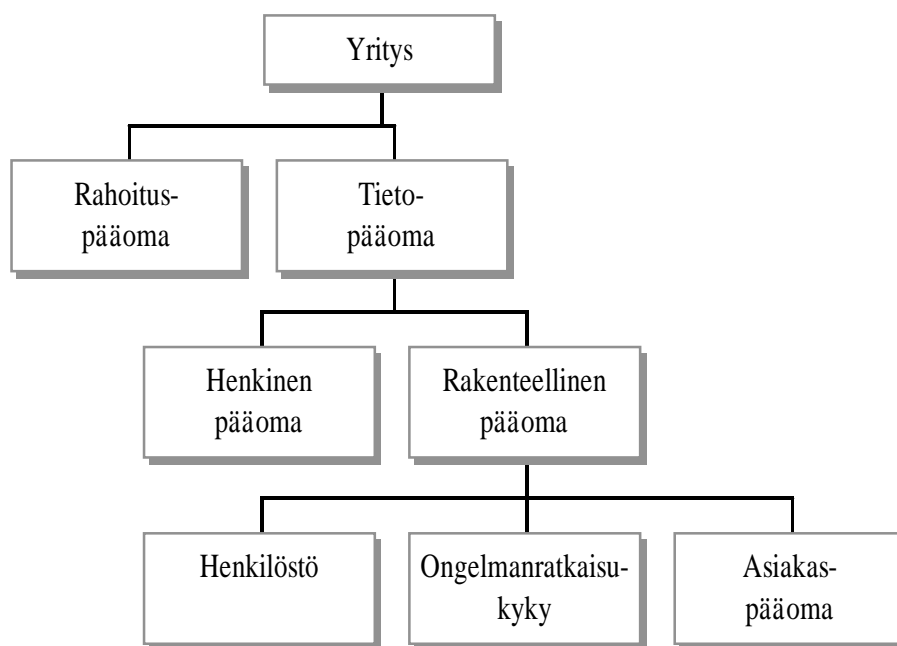 Yritys
Rahoitus-
pääoma
Tieto-
pääoma
Henkinen
pääoma
Rakenteellinen
pääoma
Henkilöstö
Ongelmanratkaisu-
kyky
Asiakas-
pääoma